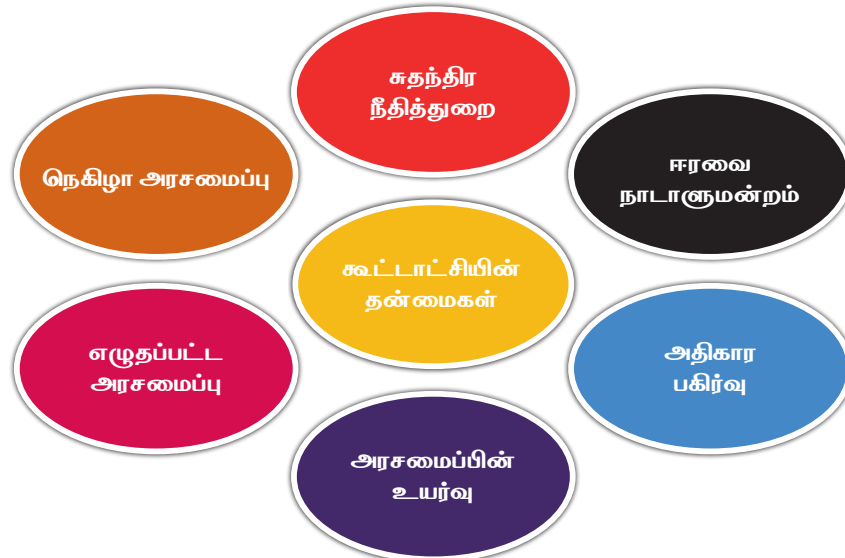 சுதந்திர
நீதித்துறை
நெகிழா அரசமைப்பு
ஈரவை
நாடாளுமன்றம்
கூட்டாட்சியின்
தன்மைகள்
எழுதப்பட்ட
அரசமைப்பு
அதிகார
பகிர்வு
அரசமைப்பின்
உயர்வு